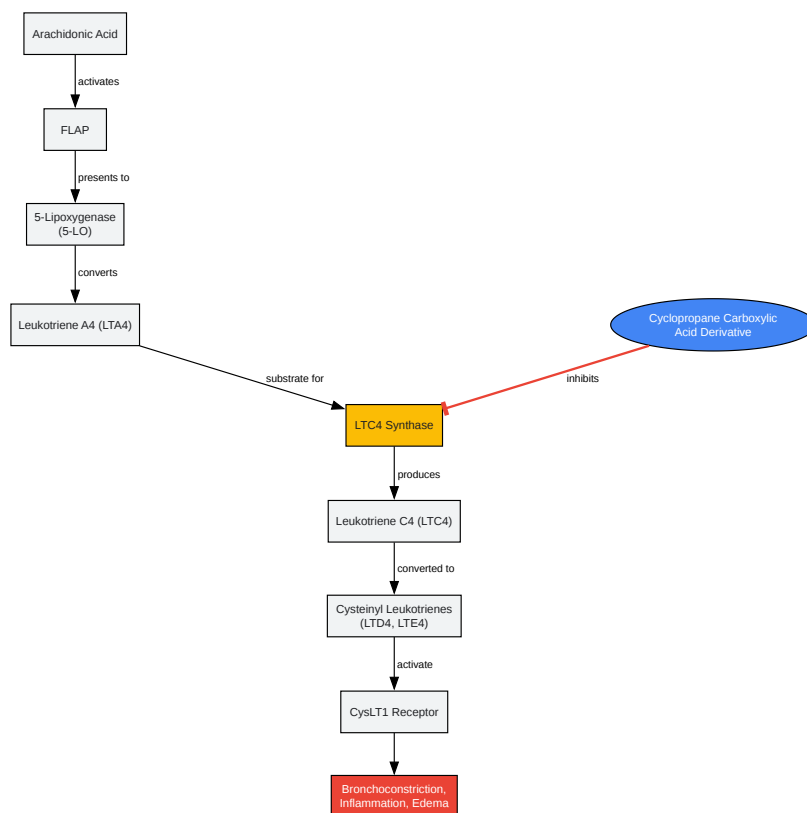 Arachidonic Acid
activates
FLAP
presents to
5-Lipoxygenase
(5-LO)
converts
Leukotriene A4 (LTA4)
Cyclopropane Carboxylic
Acid Derivative
substrate for
inhibits
LTC4 Synthase
produces
Leukotriene C4 (LTC4)
converted to
Cysteinyl Leukotrienes
(LTD4, LTE4)
activate
CysLT1 Receptor
Bronchoconstriction,
Inflammation, Edema